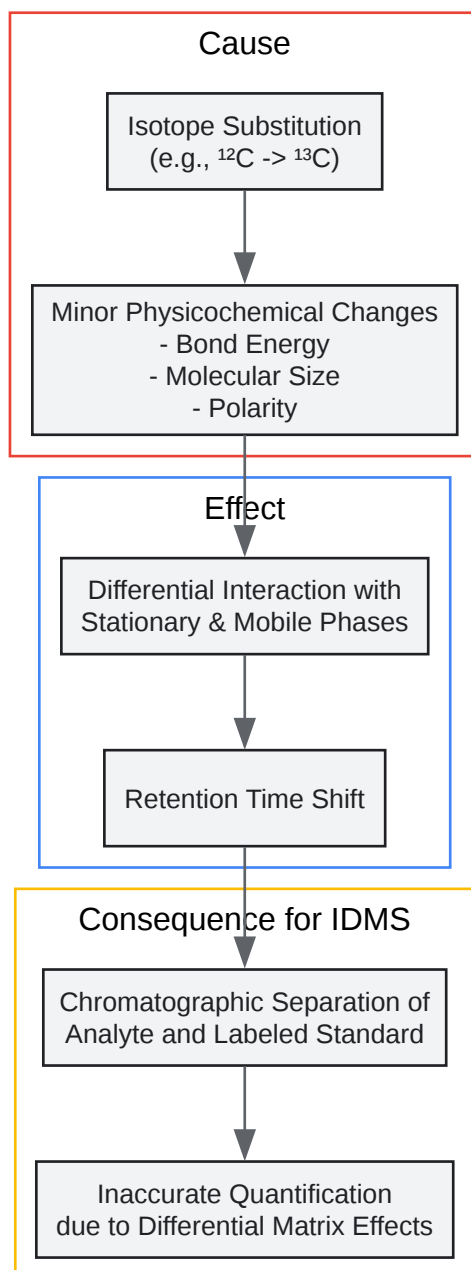 Cause
Isotope Substitution
(e.g., ¹²C -> ¹³C)
Minor Physicochemical Changes
- Bond Energy
- Molecular Size
- Polarity
Effect
Differential Interaction with
Stationary & Mobile Phases
Retention Time Shift
Consequence for IDMS
Chromatographic Separation of
Analyte and Labeled Standard
Inaccurate Quantification
due to Differential Matrix Effects